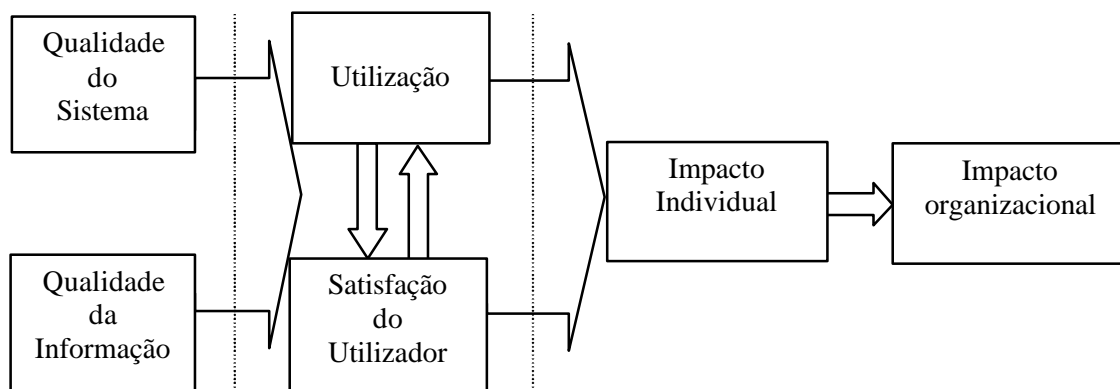 Qualidade
do
Sistema
Utilização
Impacto
Individual
Impacto
organizacional
Qualidade
da
Informação
Satisfação
do
Utilizador